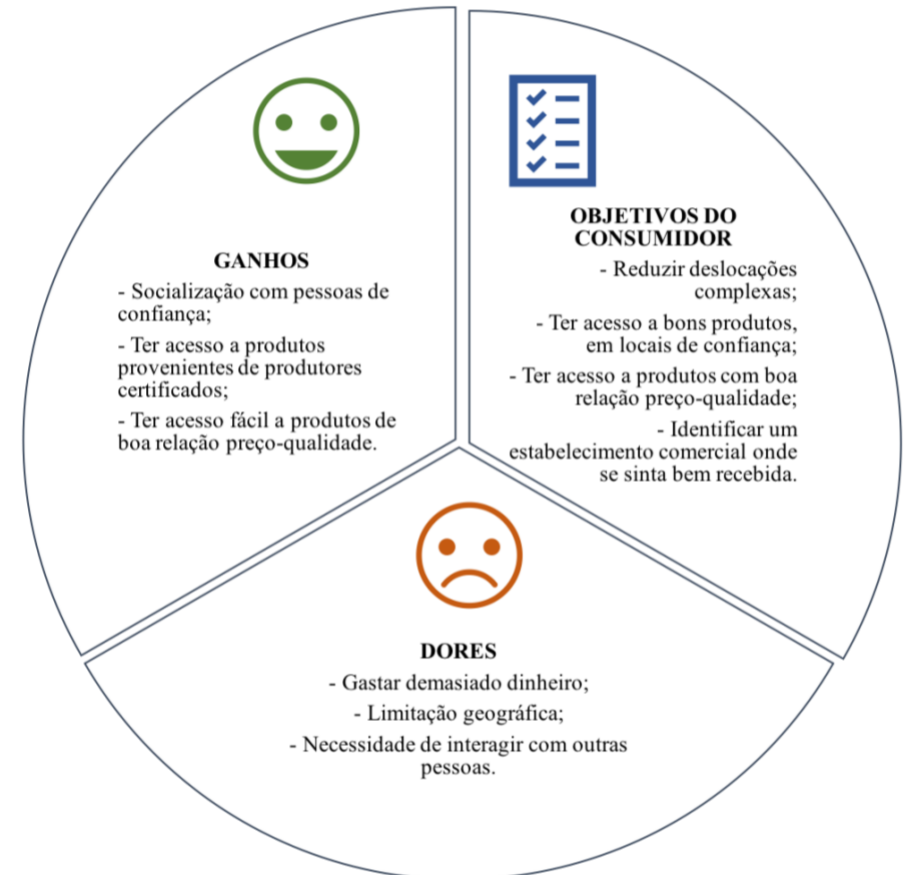 GANHOS
- Socialização com pessoas de
confiança;
- Ter acesso a produtos
provenientes de produtores
certificados;
- Ter acesso fácil a produtos de
boa relação preço-qualidade.
OBJETIVOS DO
CONSUMIDOR
- Reduzir deslocações
complexas;
- Ter acesso a bons produtos,
em locais de confiança;
- Ter acesso a produtos com boa
relação preço-qualidade;
- Identificar um
estabelecimento comercial onde
se sinta bem recebida.
DORES
- Gastar demasiado dinheiro;
- Limitação geográfica;
- Necessidade de interagir com outras
pessoas.